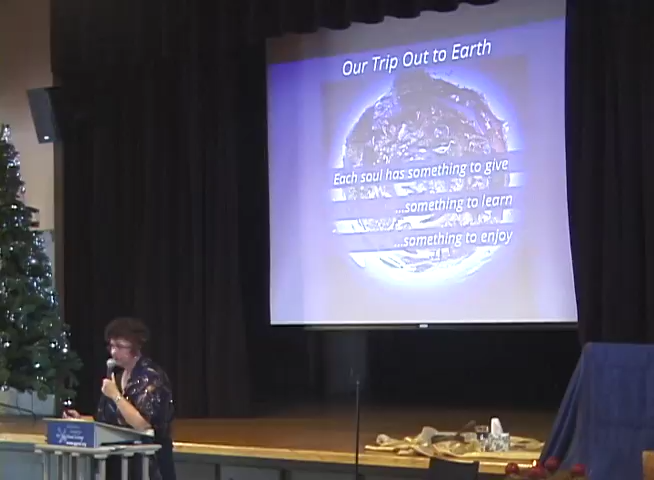 Our Trip Out to Earth
Each soul has something to give
...something to learn
...something to enjoy